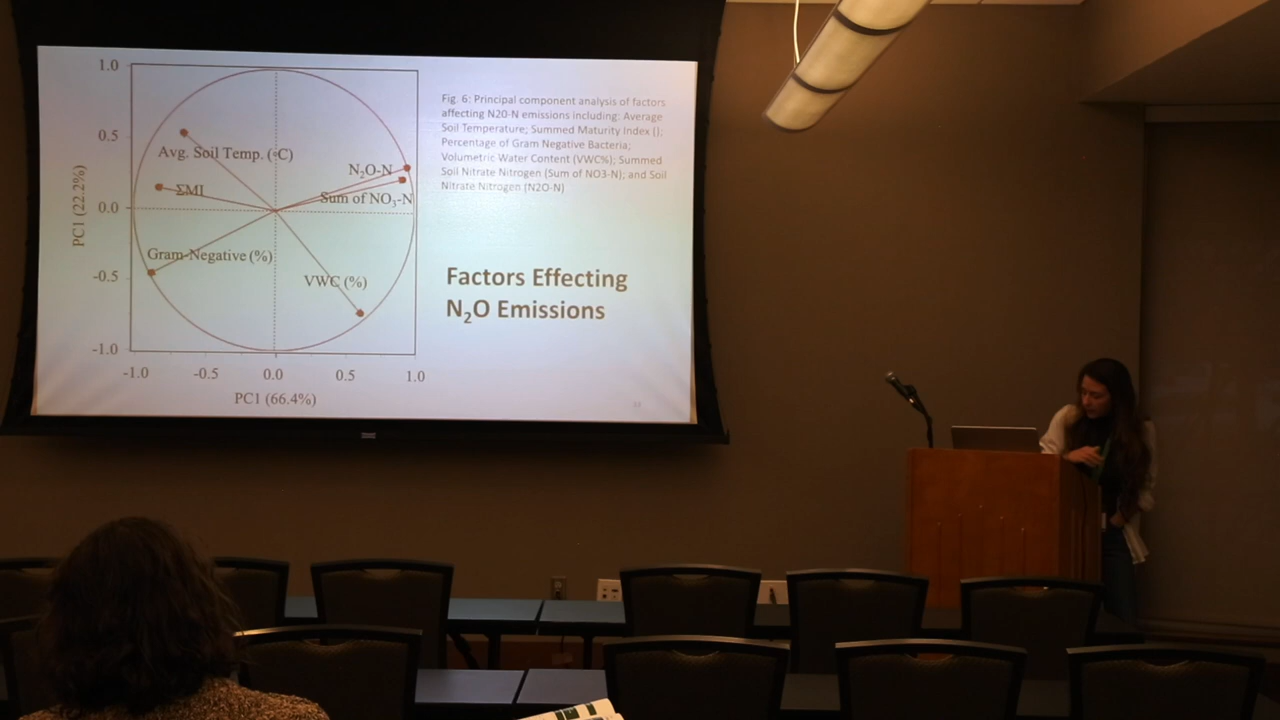 1.0
0.5
0.0
-0.5
-1.0
PC1 (22.2%)
Avg. Soil Temp. (°C)
N₂O-N
ΣMI
Sum of NO₃-N
Gram-Negative (%)
VWC (%)
-1.0 -0.5 0.0 0.5 1.0
PC1 (66.4%)
Fig. 6: Principal component analysis of factors
affecting N20-N emissions including: Average
Soil Temperature; Summed Maturity Index ();
Percentage of Gram Negative Bacteria;
Volumetric Water Content (VWC%); Summed
Soil Nitrate Nitrogen (Sum of NO3-N); and Soil
Nitrate Nitrogen (N2O-N)
Factors Effecting
N₂O Emissions